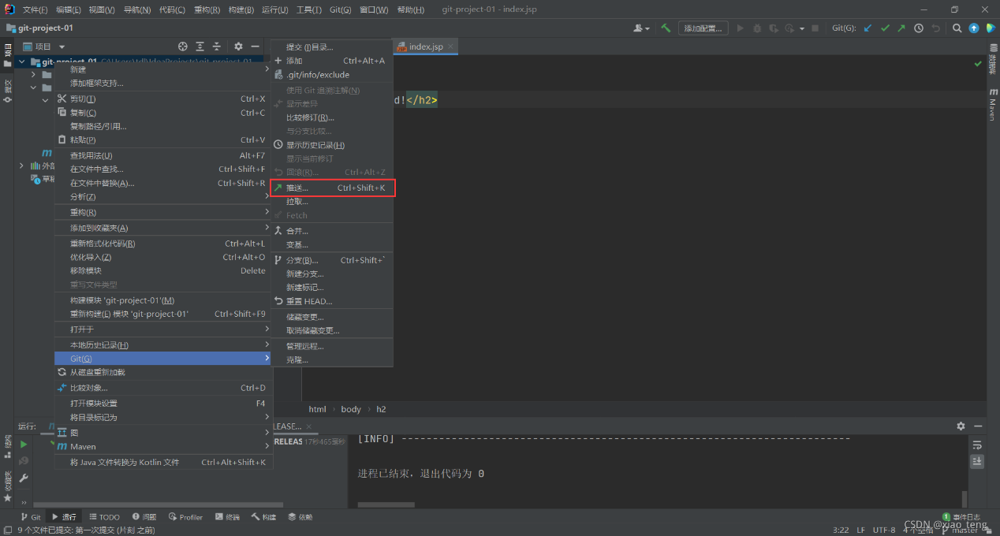 文件(F) 编辑(E) 视图(V) 导航(N) 代码(C) 重构(R) 构建(B) 运行(U) 工具(T) Git(G) 窗口(W) 帮助(H) git-project-01 - index.jsp
git-project-01 添加配置... Git(G):
项目
提交
结构
收藏夹
项目
git-project-01 C:\Users\tdl\IdeaProjects\git-project-01
外部
草稿
新建
添加框架支持...
剪切(T) Ctrl+X
复制(C) Ctrl+C
复制路径/引用...
粘贴(P) Ctrl+V
查找用法(U) Alt+F7
在文件中查找... Ctrl+Shift+F
在文件中替换(A)... Ctrl+Shift+R
分析(Z)
重构(R)
添加到收藏夹(A)
重新格式化代码(R) Ctrl+Alt+L
优化导入(Z) Ctrl+Alt+O
移除模块 Delete
重写文件类型
构建模块 'git-project-01'(M)
重新构建(E) 模块 'git-project-01' Ctrl+Shift+F9
打开于
本地历史记录(H)
Git(G)
从磁盘重新加载
比较对象... Ctrl+D
打开模块设置 F4
将目录标记为
图
Maven
将 Java 文件转换为 Kotlin 文件 Ctrl+Alt+Shift+K
提交 (I)目录...
添加 Ctrl+Alt+A
.git/info/exclude
使用 Git 追溯注解(N)
显示差异
比较修订(R)...
与分支比较...
显示历史记录(H)
显示当前修订
回滚(R)... Ctrl+Alt+Z
推送... Ctrl+Shift+K
拉取...
Fetch
合并...
变基...
分支(B)... Ctrl+Shift+`
新建分支...
新建标记...
重置 HEAD...
储藏变更...
取消储藏变更...
管理远程...
克隆...
index.jsp
d!</h2>
数据库
Maven
html › body › h2
运行: LEASE...
RELEAS 17秒465毫秒
[INFO] ------------------------------------------------------------------------
进程已结束，退出代码为 0
Git 运行 TODO 问题 Profiler 终端 构建 依赖 1 事件日志
9 个文件已提交: 第一次提交 (片刻 之前) 3:22 LF UTF-8 4 个空格 master
CSDN @xiao_teng_